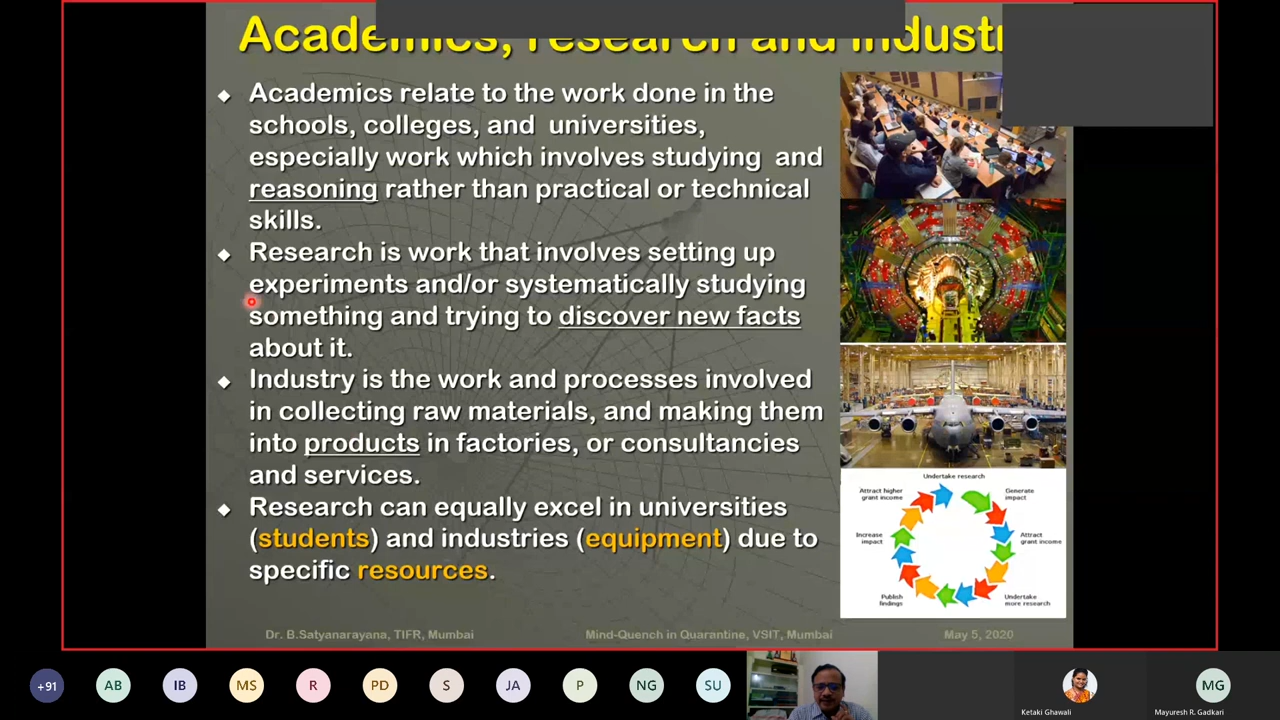 Academics, research and industr
Academics relate to the work done in the
schools, colleges, and universities,
especially work which involves studying and
reasoning rather than practical or technical
skills.
Research is work that involves setting up
experiments and/or systematically studying
something and trying to discover new facts
about it.
Industry is the work and processes involved
in collecting raw materials, and making them
into products in factories, or consultancies
and services.
Research can equally excel in universities
(students) and industries (equipment) due to
specific resources.
Undertake research
Attract higher
grant income
Generate
impact
Increase
impact
Attract
grant income
Publish
findings
Undertake
more research
Dr. B.Satyanarayana, TIFR, Mumbai
Mind-Quench in Quarantine, VSIT, Mumbai
May 5, 2020
+91
AB
IB
MS
R
PD
S
JA
P
NG
SU
MG
Ketaki Ghawali
Mayuresh R. Gadkari